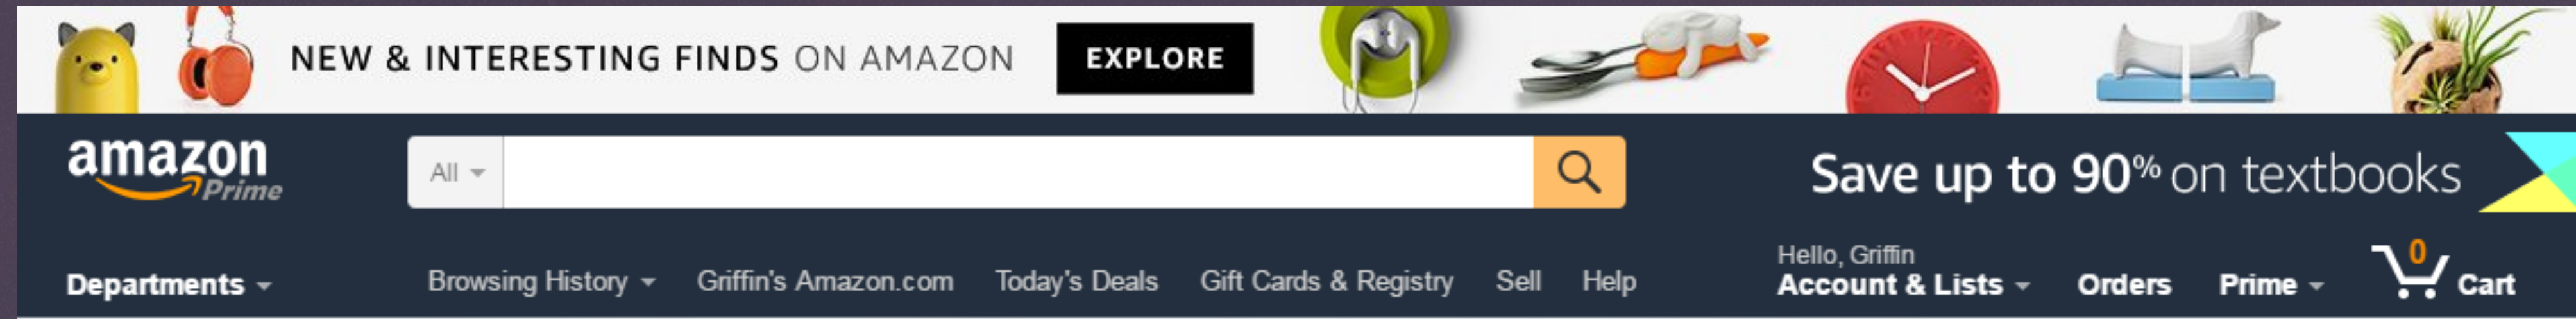 NEW & INTERESTING FINDS ON AMAZON EXPLORE
amazon
Prime
All
Save up to 90% on textbooks
Hello, Griffin
Departments Browsing History Griffin's Amazon.com Today's Deals Gift Cards & Registry Sell Help Account & Lists Orders Prime 0 Cart